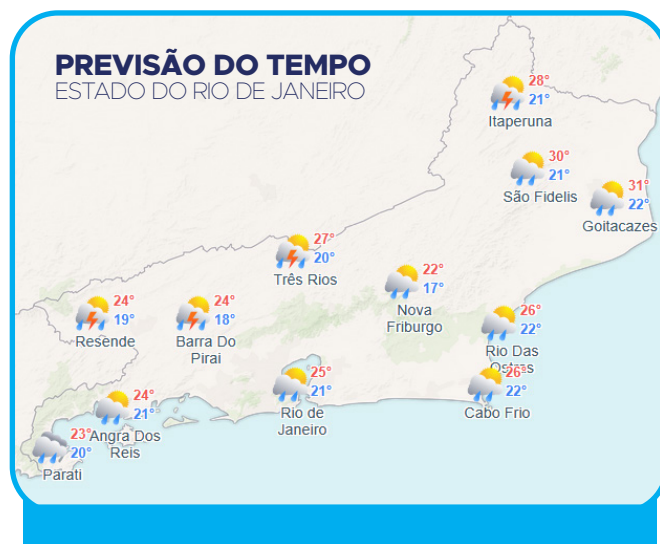 PREVISÃO DO TEMPO
ESTADO DO RIO DE JANEIRO
28°
21°
Itaperuna
30°
21°
São Fidelis
31°
22°
Goitacazes
27°
20°
Três Rios
22°
17°
Nova
Friburgo
24°
19°
Resende
24°
18°
Barra Do
Pirai
26°
22°
Rio Das
Ostras
25°
21°
Rio de
Janeiro
26°
22°
Cabo Frio
24°
21°
Angra Dos
Reis
23°
20°
Parati